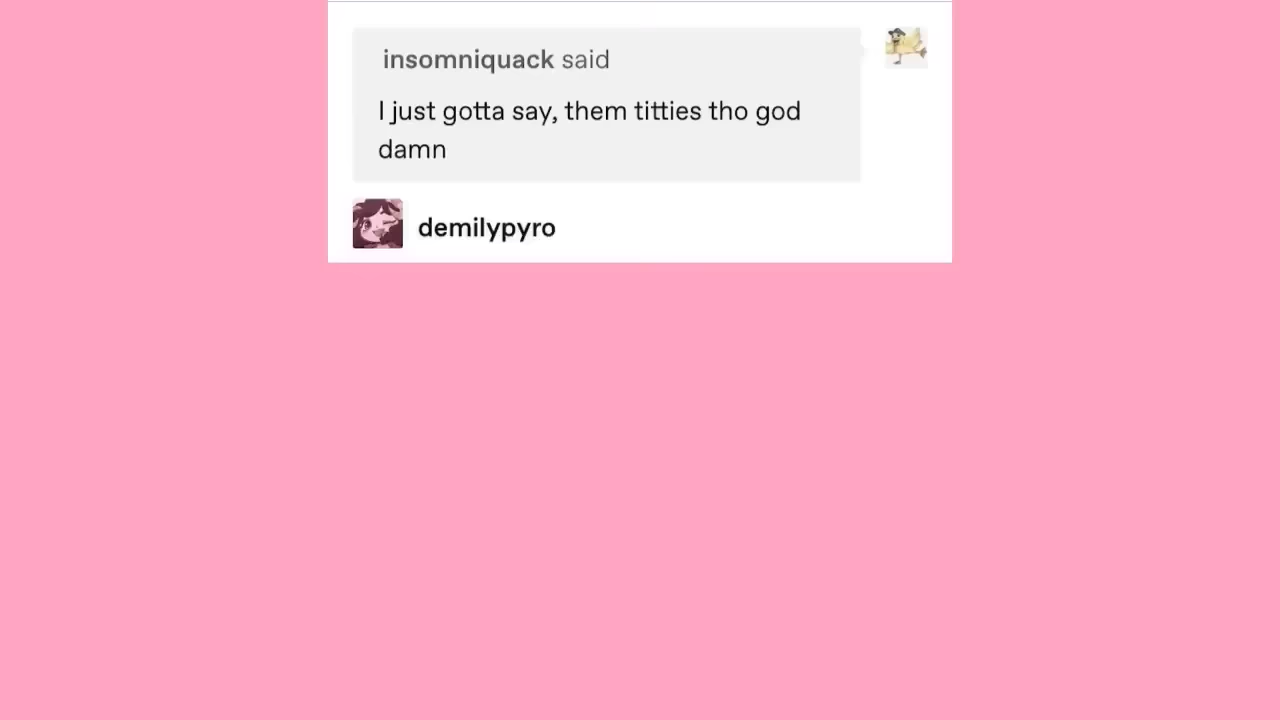 insomniquack said
I just gotta say, them titties tho god
damn
demilypyro